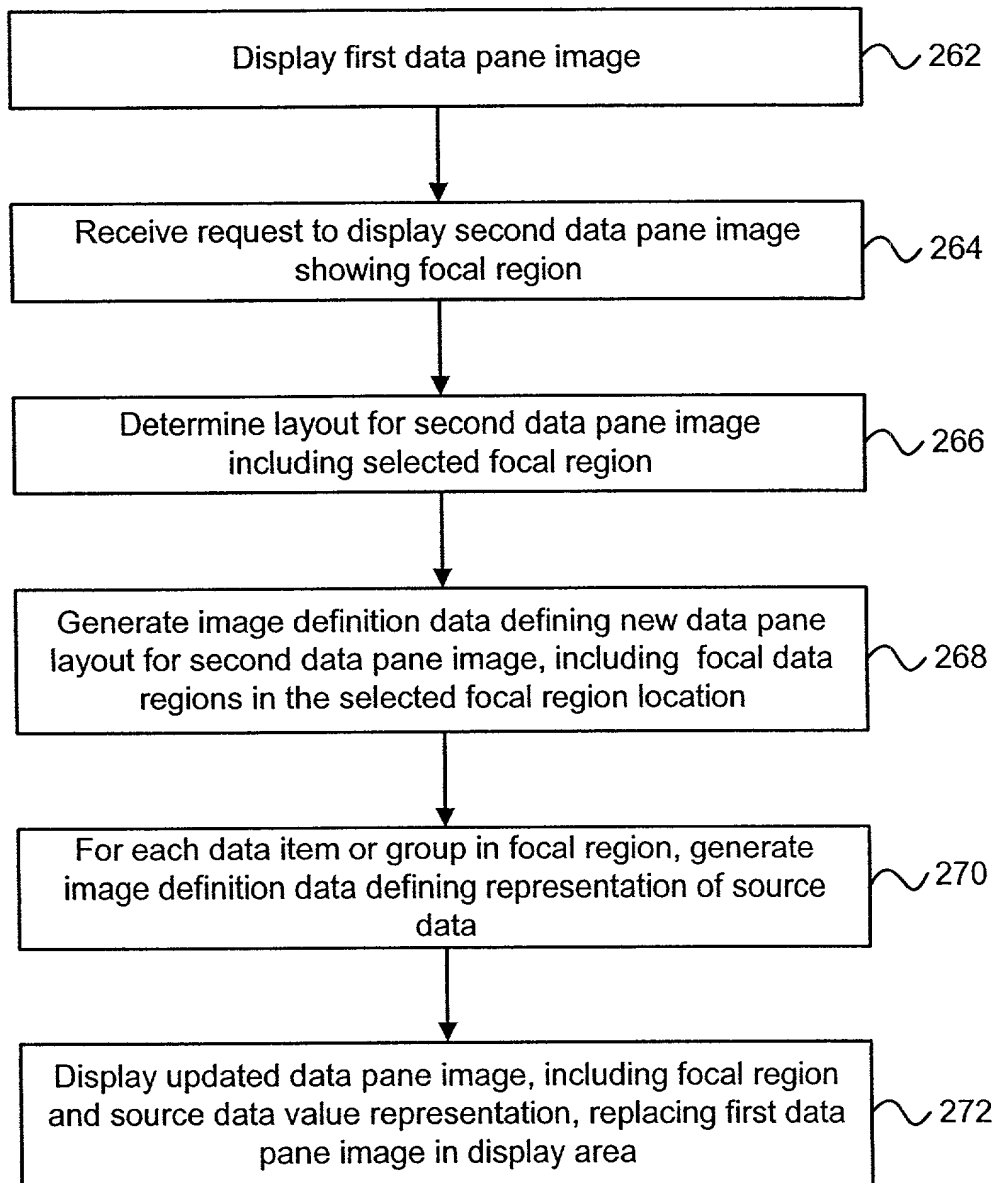 Display first data pane image
262
Receive request to display second data pane image
showing focal region
264
Determine layout for second data pane image
including selected focal region
266
Generate image definition data defining new data pane
layout for second data pane image, including focal data
regions in the selected focal region location
268
For each data item or group in focal region, generate
image definition data defining representation of source
data
270
Display updated data pane image, including focal region
and source data value representation, replacing first data
pane image in display area
272